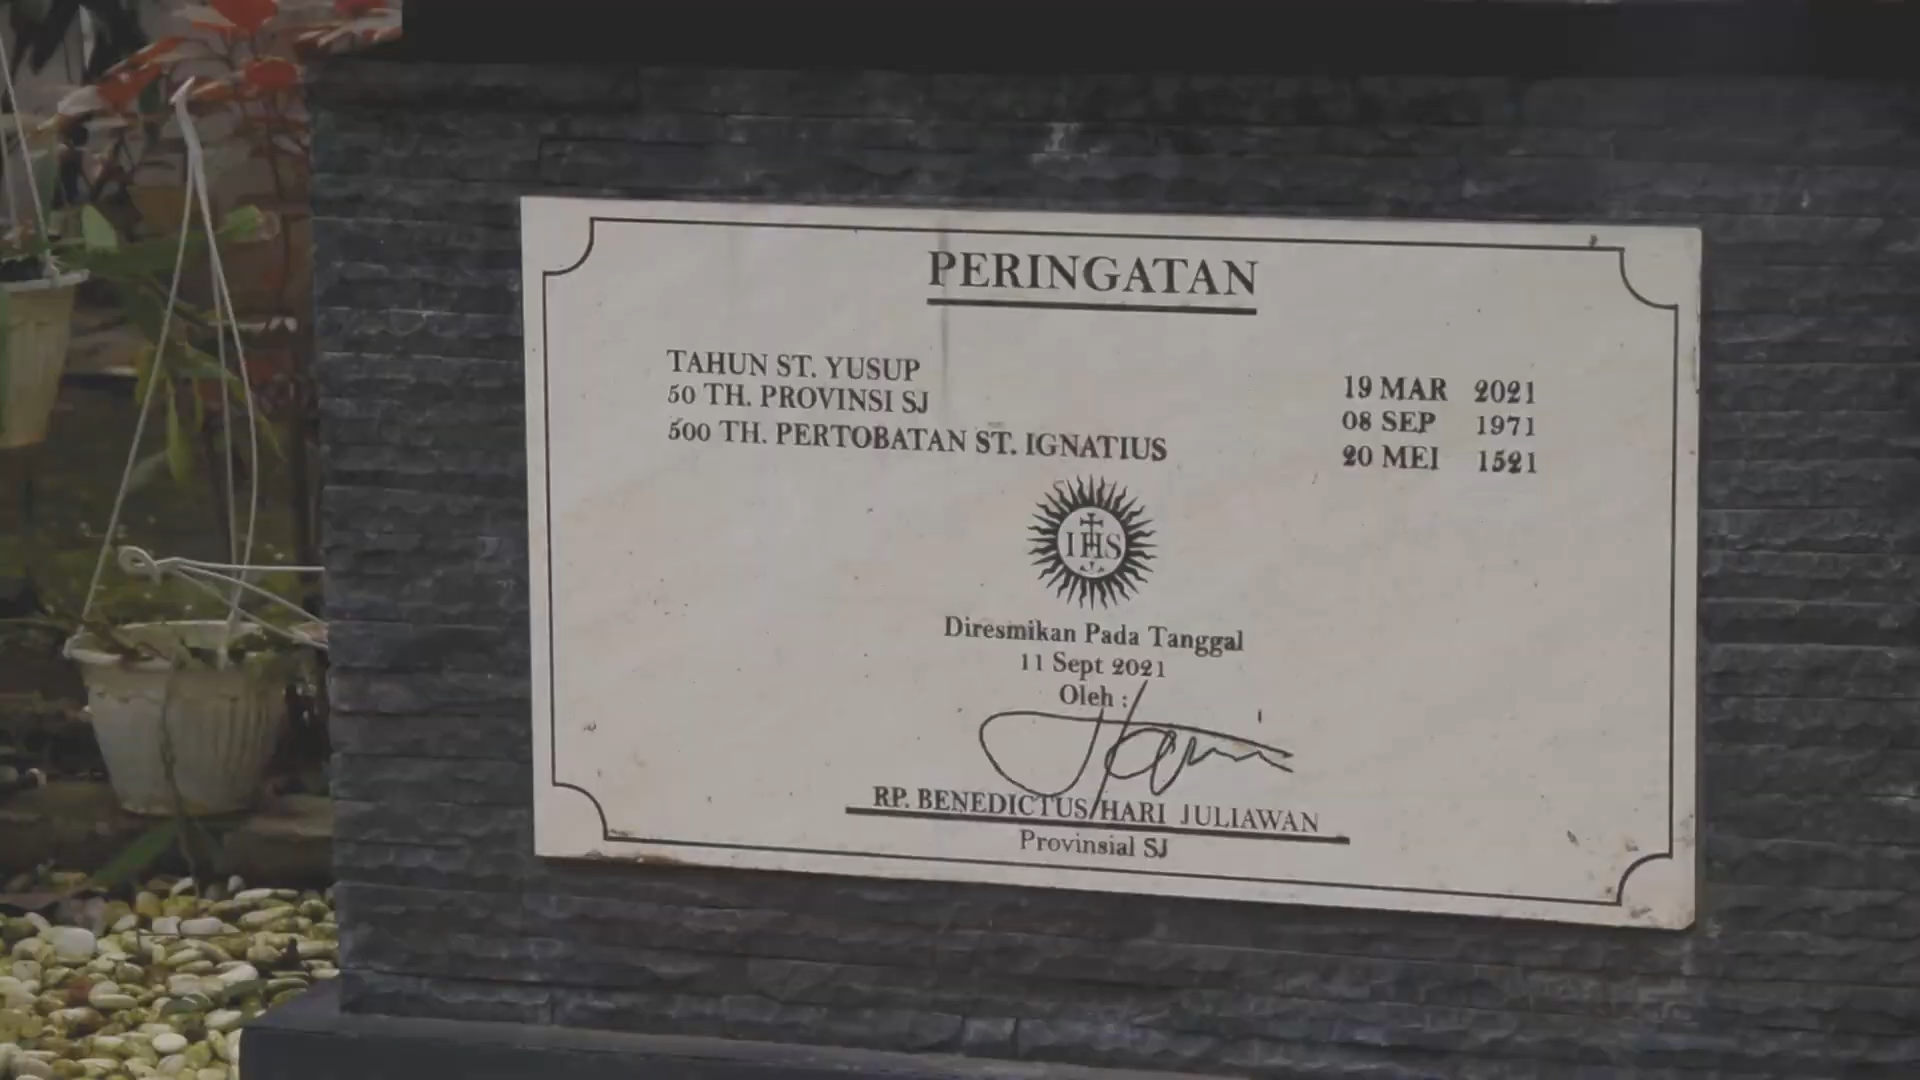 PERINGATAN
TAHUN ST. YUSUP 19 MAR 2021
50 TH. PROVINSI SJ 08 SEP 1971
500 TH. PERTOBATAN ST. IGNATIUS 20 MEI 1521
IHS
Diresmikan Pada Tanggal
11 Sept 2021
Oleh :
Hari
RP. BENEDICTUS HARI JULIAWAN
Provinsial SJ